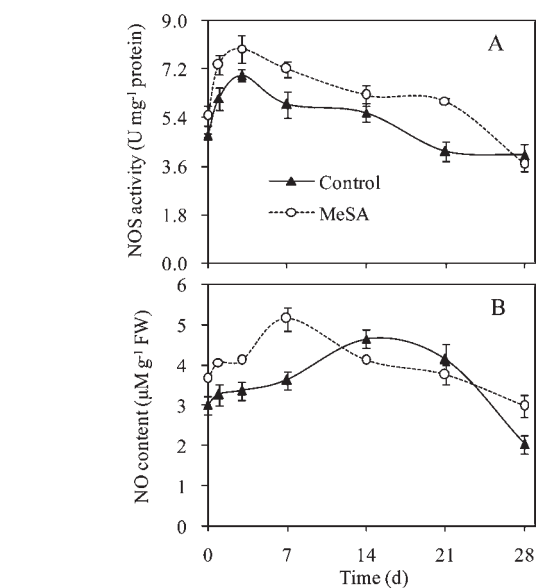 NOS activity (U mg-1 protein)
9.0
7.2
5.4
3.6
1.8
0.0
A
Control
MeSA
NO content (μM g-1 FW)
6
5
4
3
2
1
0
B
0 7 14 21 28
Time (d)